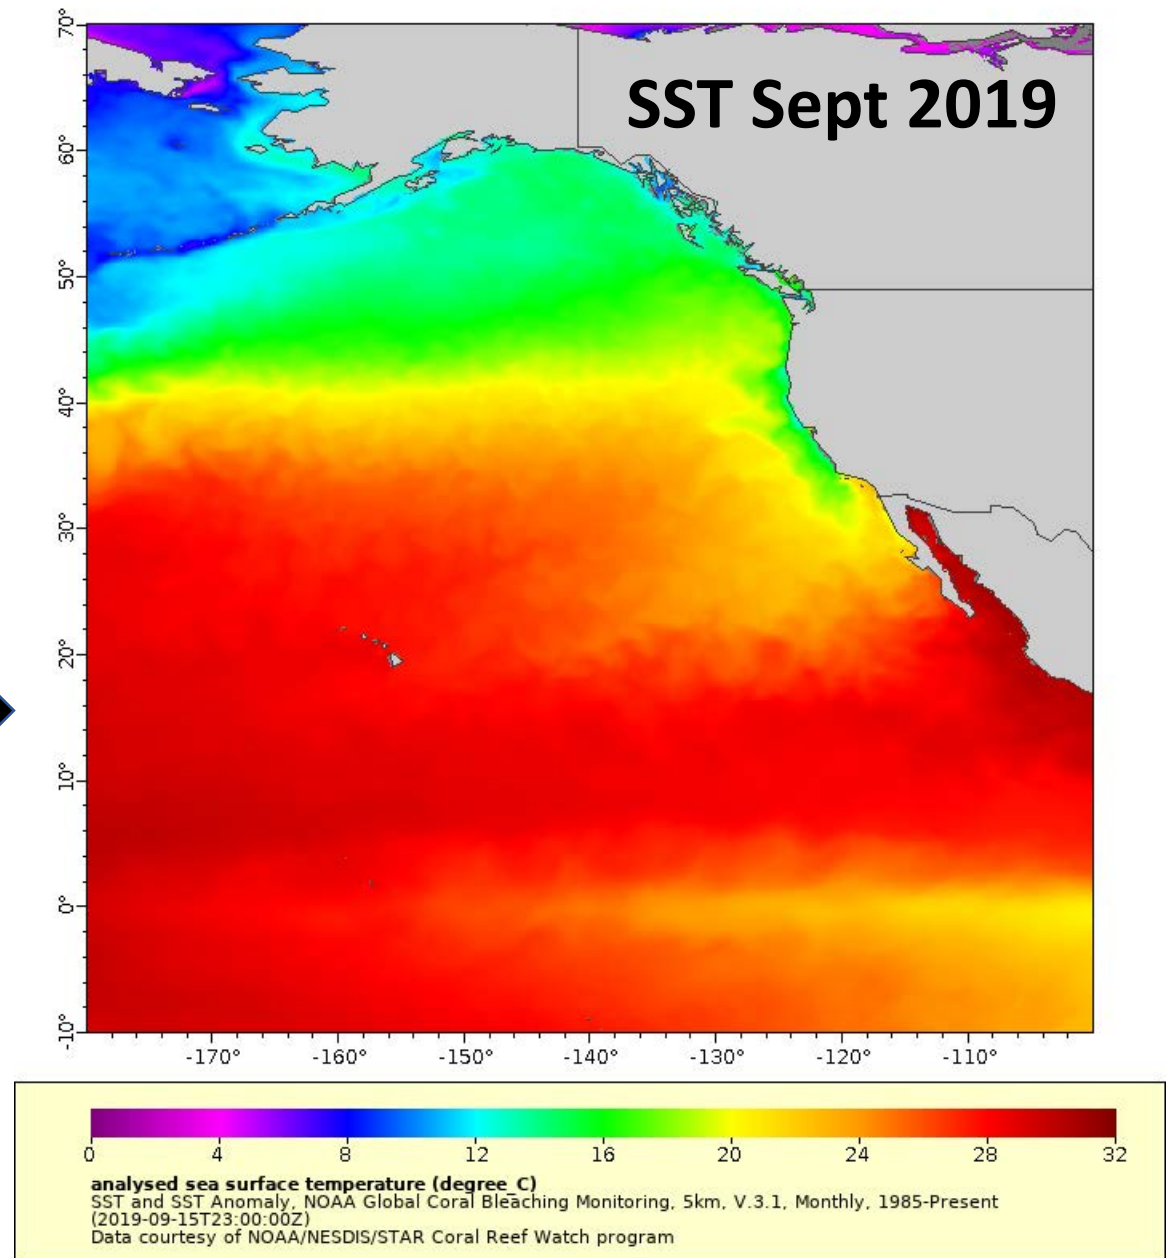 SST Sept 2019
70°
60°
50°
40°
30°
20°
10°
0°
-10°
-170° -160° -150° -140° -130° -120° -110°
0 4 8 12 16 20 24 28 32
analysed sea surface temperature (degree_C)
SST and SST Anomaly, NOAA Global Coral Bleaching Monitoring, 5km, V.3.1, Monthly, 1985-Present
(2019-09-15T23:00:00Z)
Data courtesy of NOAA/NESDIS/STAR Coral Reef Watch program